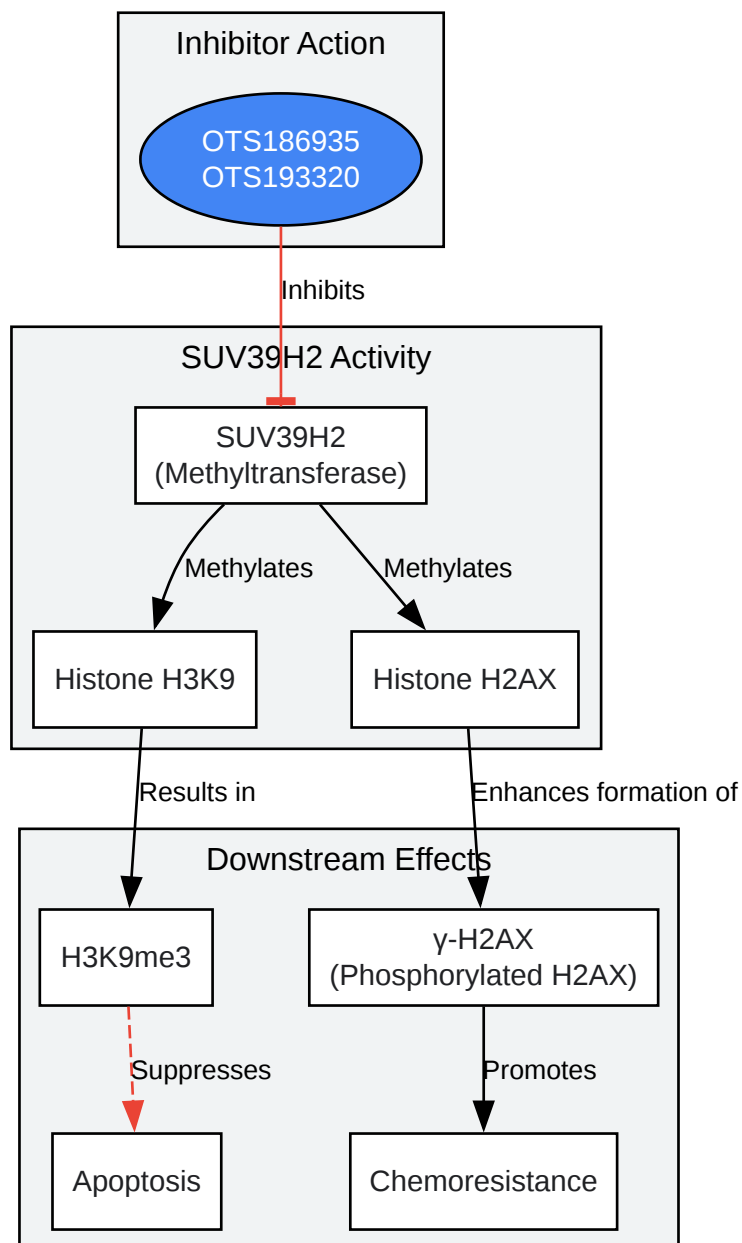 Inhibitor Action
OTS186935
OTS193320
Inhibits
SUV39H2 Activity
SUV39H2
(Methyltransferase)
Methylates
Methylates
Histone H3K9
Histone H2AX
Results in
Enhances formation of
Downstream Effects
H3K9me3
γ-H2AX
(Phosphorylated H2AX)
Suppresses
Promotes
Apoptosis
Chemoresistance